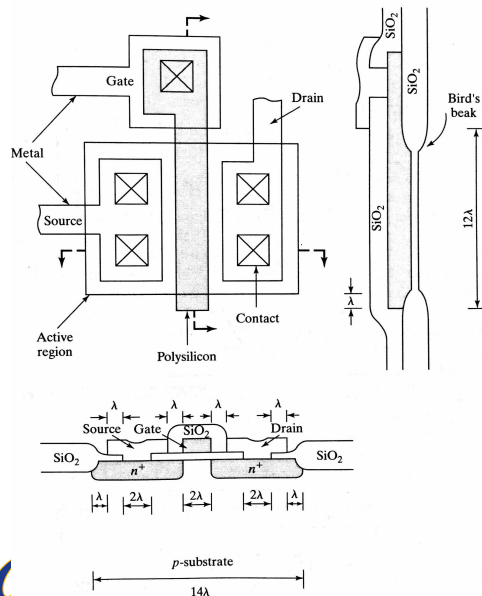 SiO2
Gate
SiO2
Drain
Bird's
beak
Metal
Source
SiO2
12λ
λ
Contact
Active
region
Polysilicon
λ
λ
λ
λ
Source
Gate
SiO2
Drain
SiO2
n+
n+
SiO2
λ
2λ
2λ
2λ
λ
p-substrate
14λ